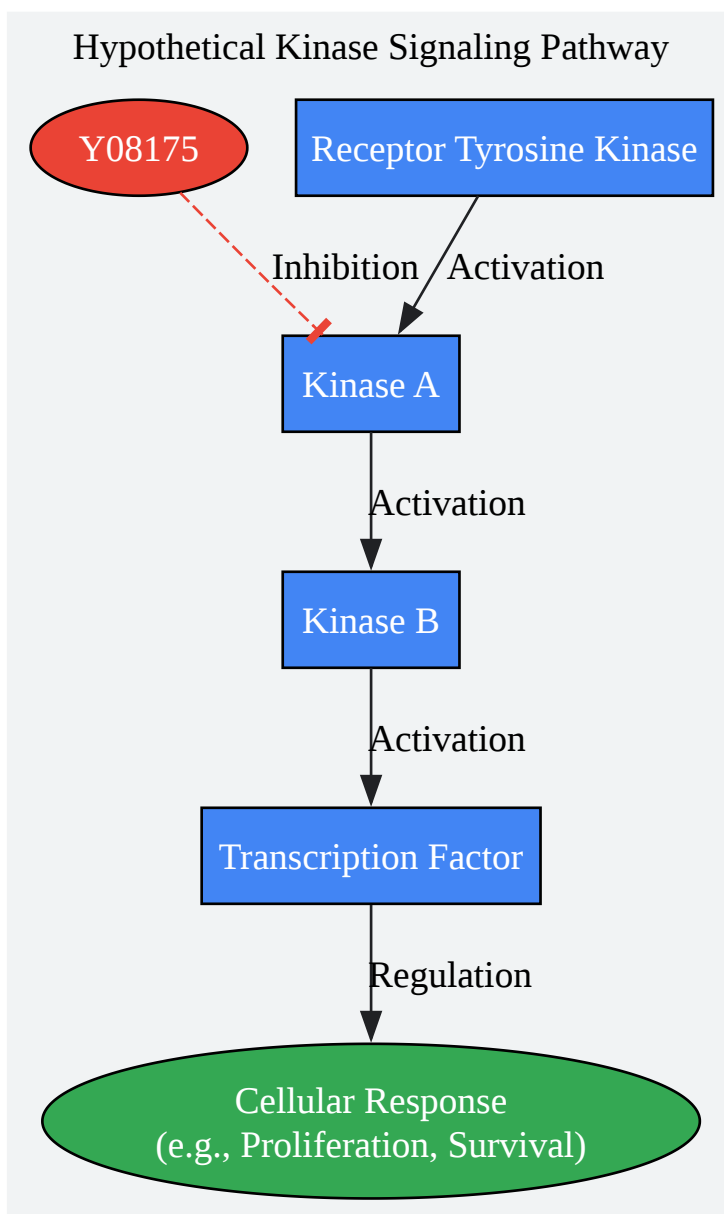 Hypothetical Kinase Signaling Pathway
Y08175
Receptor Tyrosine Kinase
Inhibition
Activation
Kinase A
Activation
Kinase B
Activation
Transcription Factor
Regulation
Cellular Response
(e.g., Proliferation, Survival)